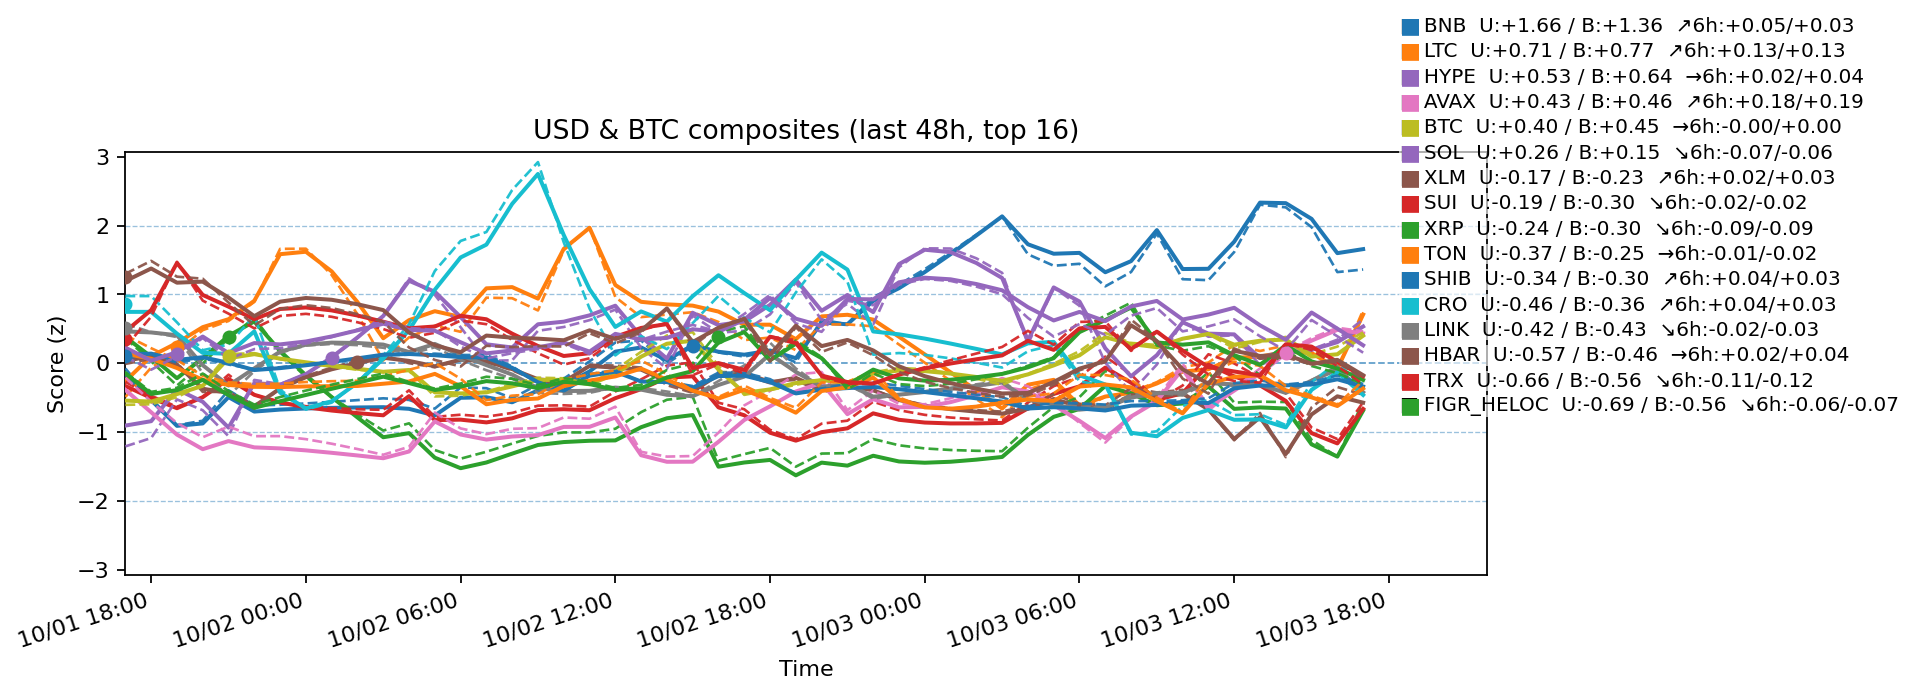 BNB U:+1.66 / B:+1.36 ↗6h:+0.05/+0.03
LTC U:+0.71 / B:+0.77 ↗6h:+0.13/+0.13
HYPE U:+0.53 / B:+0.64 →6h:+0.02/+0.04
AVAX U:+0.43 / B:+0.46 ↗6h:+0.18/+0.19
BTC U:+0.40 / B:+0.45 →6h:-0.00/+0.00
SOL U:+0.26 / B:+0.15 ↘6h:-0.07/-0.06
XLM U:-0.17 / B:-0.23 ↗6h:+0.02/+0.03
SUI U:-0.19 / B:-0.30 ↘6h:-0.02/-0.02
XRP U:-0.24 / B:-0.30 ↘6h:-0.09/-0.09
TON U:-0.37 / B:-0.25 →6h:-0.01/-0.02
SHIB U:-0.34 / B:-0.30 ↗6h:+0.04/+0.03
CRO U:-0.46 / B:-0.36 ↗6h:+0.04/+0.03
LINK U:-0.42 / B:-0.43 ↘6h:-0.02/-0.03
HBAR U:-0.57 / B:-0.46 →6h:+0.02/+0.04
TRX U:-0.66 / B:-0.56 ↘6h:-0.11/-0.12
FIGR_HELOC U:-0.69 / B:-0.56 ↘6h:-0.06/-0.07
USD & BTC composites (last 48h, top 16)
Score (z)
3
2
1
0
−1
−2
−3
10/01 18:00
10/02 00:00
10/02 06:00
10/02 12:00
10/02 18:00
10/03 00:00
10/03 06:00
10/03 12:00
10/03 18:00
Time